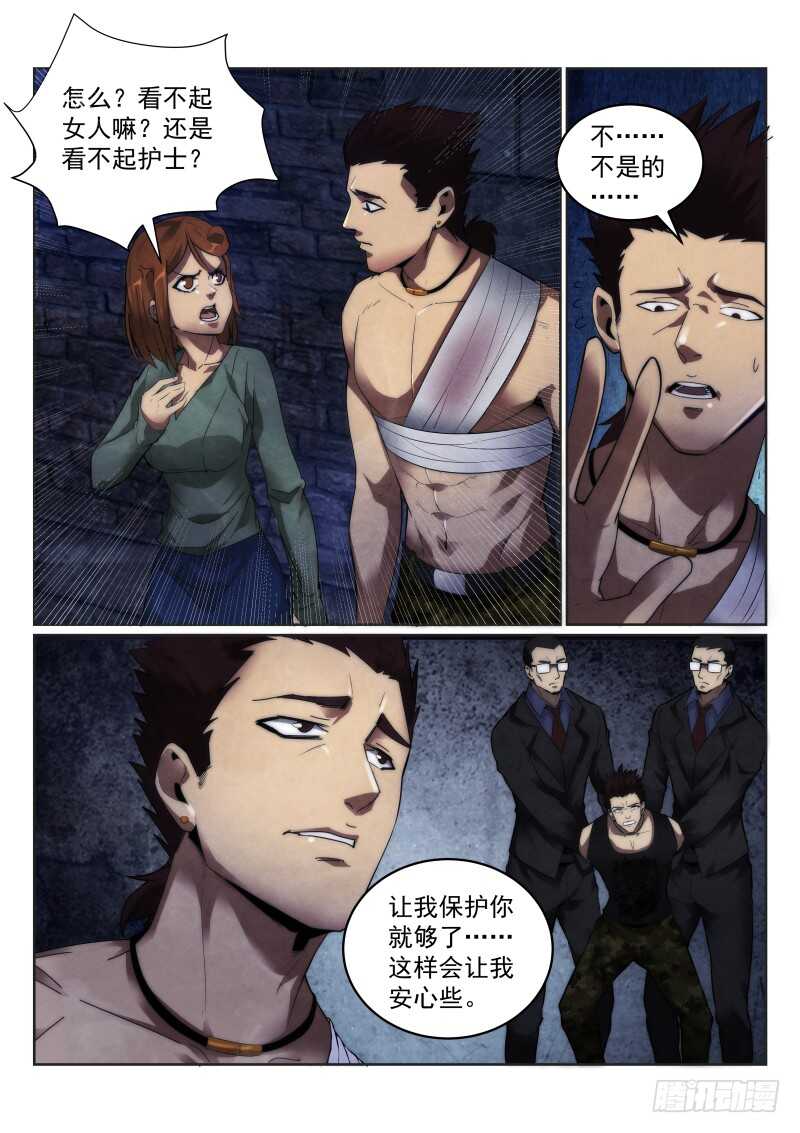 怎么？看不起
女人嘛？还是
看不起护士？
不……
不是的
……
让我保护你
就够了……
这样会让我
安心些。
腾讯动漫